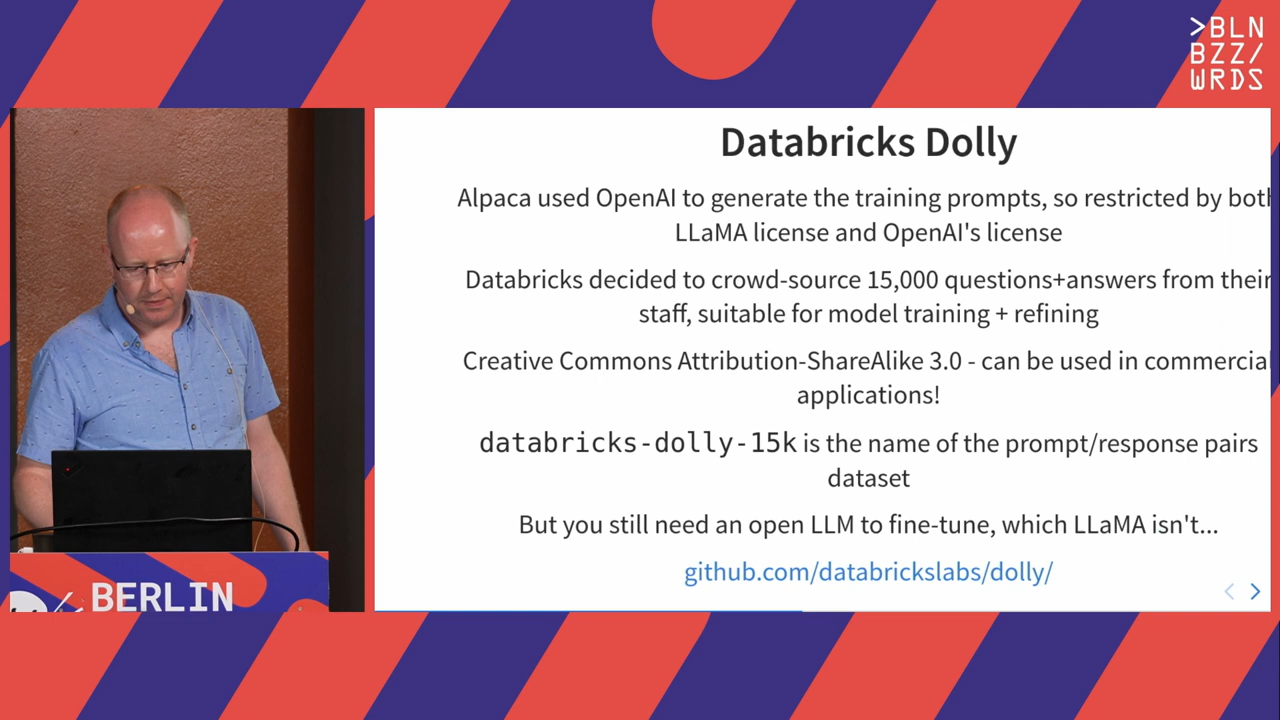 >BLN
BZZ/
WRDS
Databricks Dolly
Alpaca used OpenAI to generate the training prompts, so restricted by both
LLaMA license and OpenAI's license
Databricks decided to crowd-source 15,000 questions+answers from their
staff, suitable for model training + refining
Creative Commons Attribution-ShareAlike 3.0 - can be used in commercial
applications!
databricks-dolly-15k is the name of the prompt/response pairs
dataset
But you still need an open LLM to fine-tune, which LLaMA isn't...
github.com/databrickslabs/dolly/
BERLIN